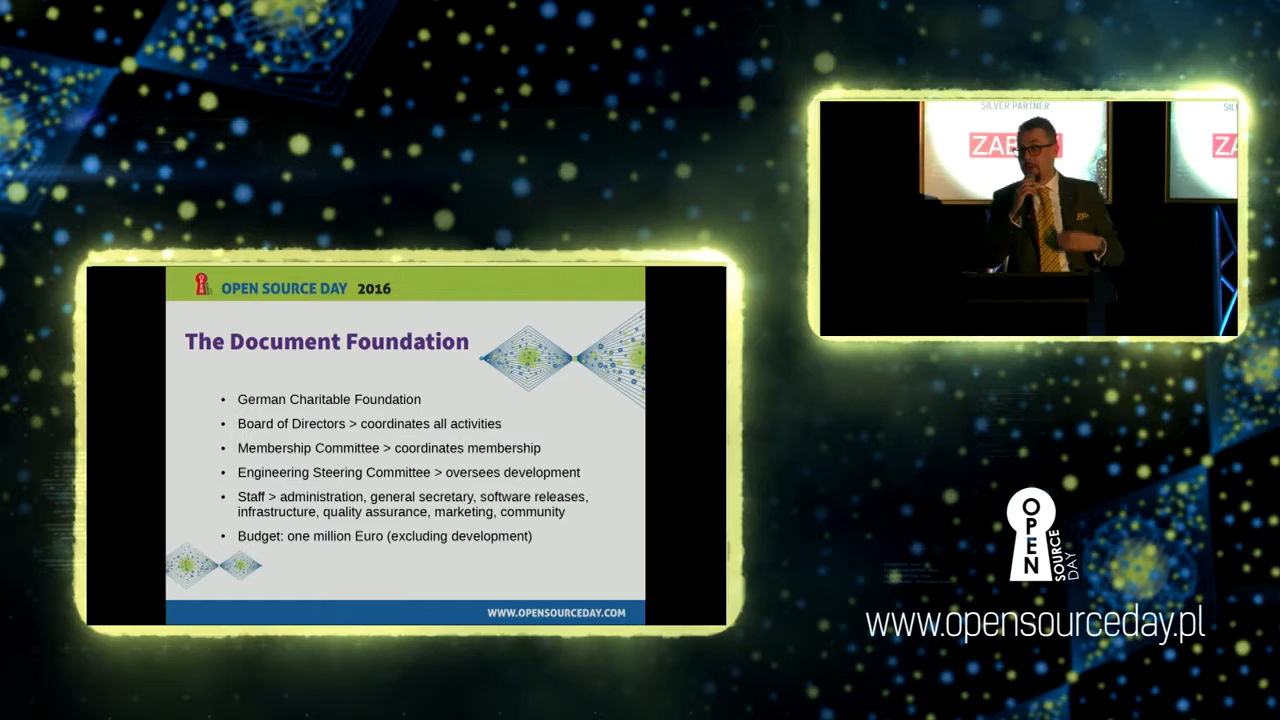 SILVER PARTNER
OPEN SOURCE DAY 2016
The Document Foundation
• German Charitable Foundation
• Board of Directors > coordinates all activities
• Membership Committee > coordinates membership
• Engineering Steering Committee > oversees development
• Staff > administration, general secretary, software releases,
infrastructure, quality assurance, marketing, community
• Budget: one million Euro (excluding development)
WWW.OPENSOURCEDAY.COM
OPEN
SOURCE
DAY
www.opensourceday.pl